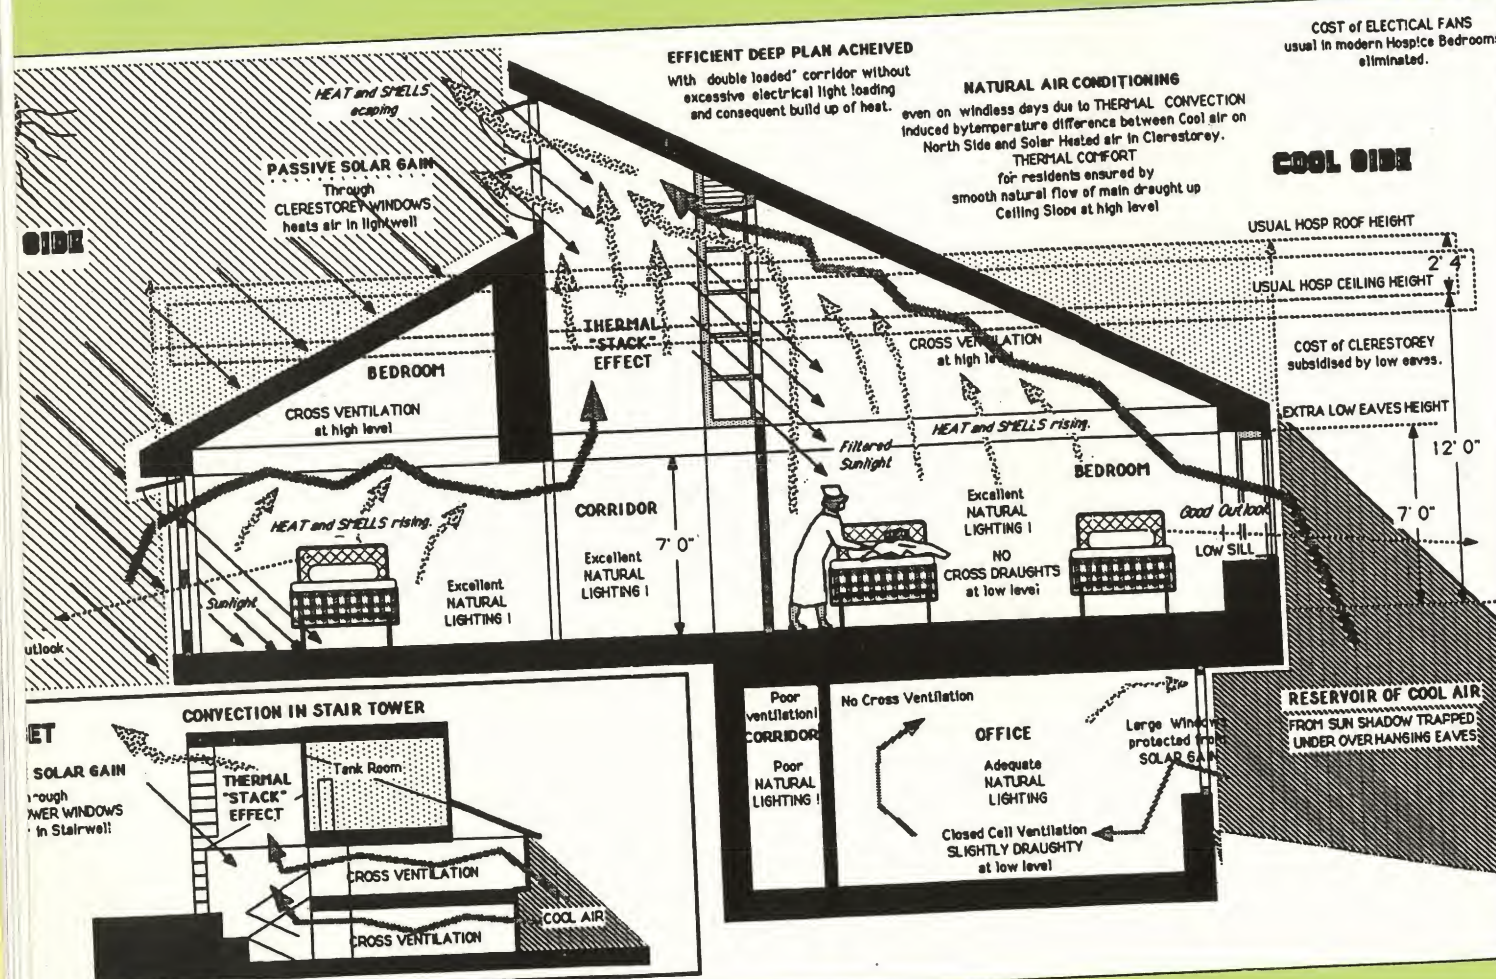 EFFICIENT DEEP PLAN ACHEIVED
With double loaded" corridor without
excessive electrical light loading
and consequent build up of heat.
NATURAL AIR CONDITIONING
even on windless days due to THERMAL CONVECTION
induced bytemperature difference between Cool air on
North Side and Solar Heated air in Clerestorey.
THERMAL COMFORT
for residents ensured by
smooth natural flow of main draught up
Ceiling Slope at high level
COST of ELECTICAL FANS
usual in modern Hospice Bedrooms
eliminated.
COOL SIDE
HEAT and SMELLS
ecaping
PASSIVE SOLAR GAIN
Through
CLERESTOREY WINDOWS
heats air in lightwell
SIDE
USUAL HOSP ROOF HEIGHT
2' 4"
USUAL HOSP CEILING HEIGHT
COST of CLERESTOREY
subsidised by low eaves.
EXTRA LOW EAVES HEIGHT
12' 0"
7' 0"
THERMAL
"STACK"
EFFECT
BEDROOM
CROSS VENTILATION
at high level
CROSS VENTILATION
at high level
HEAT and SMELLS rising.
Filtered
Sunlight
BEDROOM
Excellent
NATURAL
LIGHTING !
NO
CROSS DRAUGHTS
at low level
Good Outlook
LOW SILL
CORRIDOR
7' 0"
Excellent
NATURAL
LIGHTING !
HEAT and SMELLS rising.
Excellent
NATURAL
LIGHTING !
Sunlight
utlook
Poor
ventilation!
CORRIDOR
Poor
NATURAL
LIGHTING !
No Cross Ventilation
OFFICE
Adequate
NATURAL
LIGHTING
Closed Cell Ventilation
SLIGHTLY DRAUGHTY
at low level
Large Windows
protected from
SOLAR GAIN
RESERVOIR OF COOL AIR
FROM SUN SHADOW TRAPPED
UNDER OVERHANGING EAVES
ET
CONVECTION IN STAIR TOWER
SOLAR GAIN
rough
WER WINDOWS
in Stairwell
THERMAL
"STACK"
EFFECT
Tank Room
CROSS VENTILATION
COOL AIR
CROSS VENTILATION